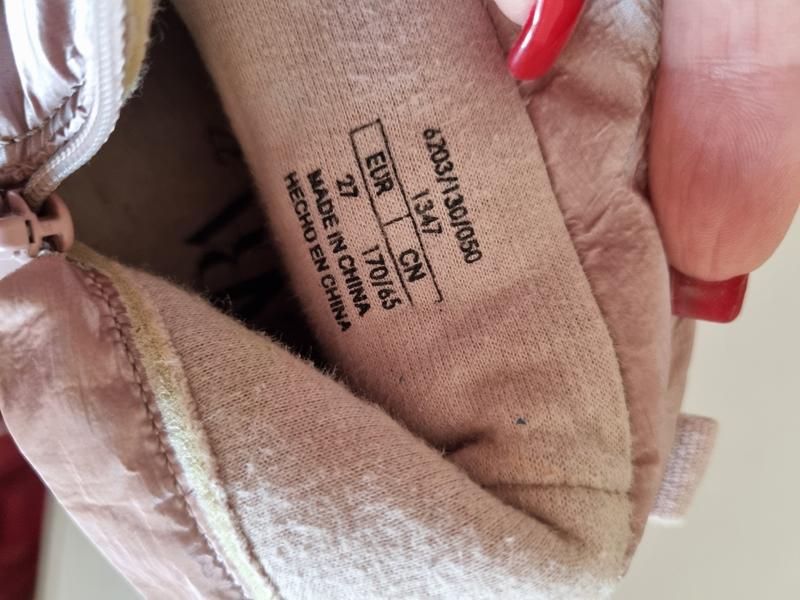 6203/130/050
1347
EUR CN
27 170/65
MADE IN CHINA
HECHO EN CHINA